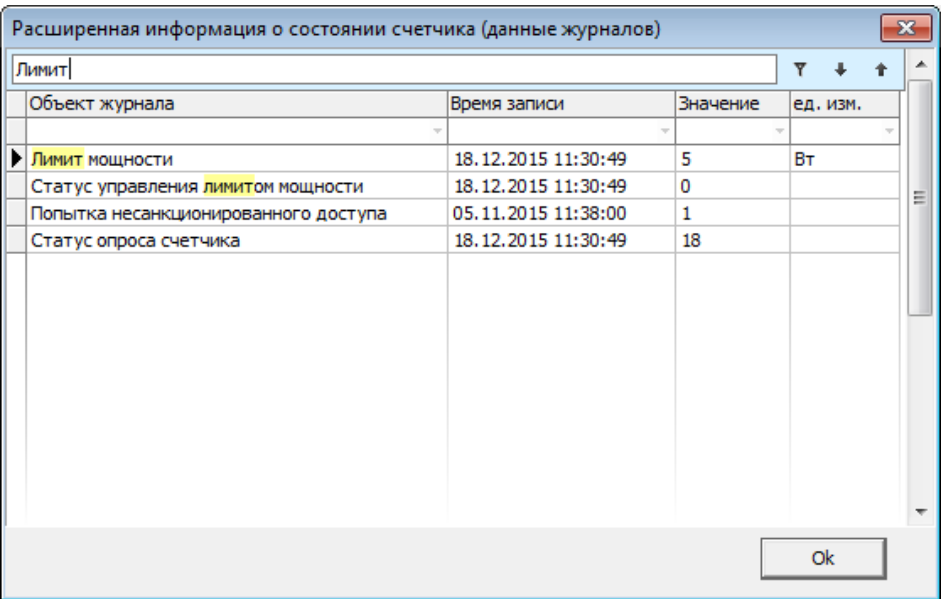 Расширенная информация о состоянии счетчика (данные журналов)
Лимит
Объект журнала Время записи Значение ед. изм.
Лимит мощности 18.12.2015 11:30:49 5 Вт
Статус управления лимитом мощности 18.12.2015 11:30:49 0
Попытка несанкционированного доступа 05.11.2015 11:38:00 1
Статус опроса счетчика 18.12.2015 11:30:49 18
Ok